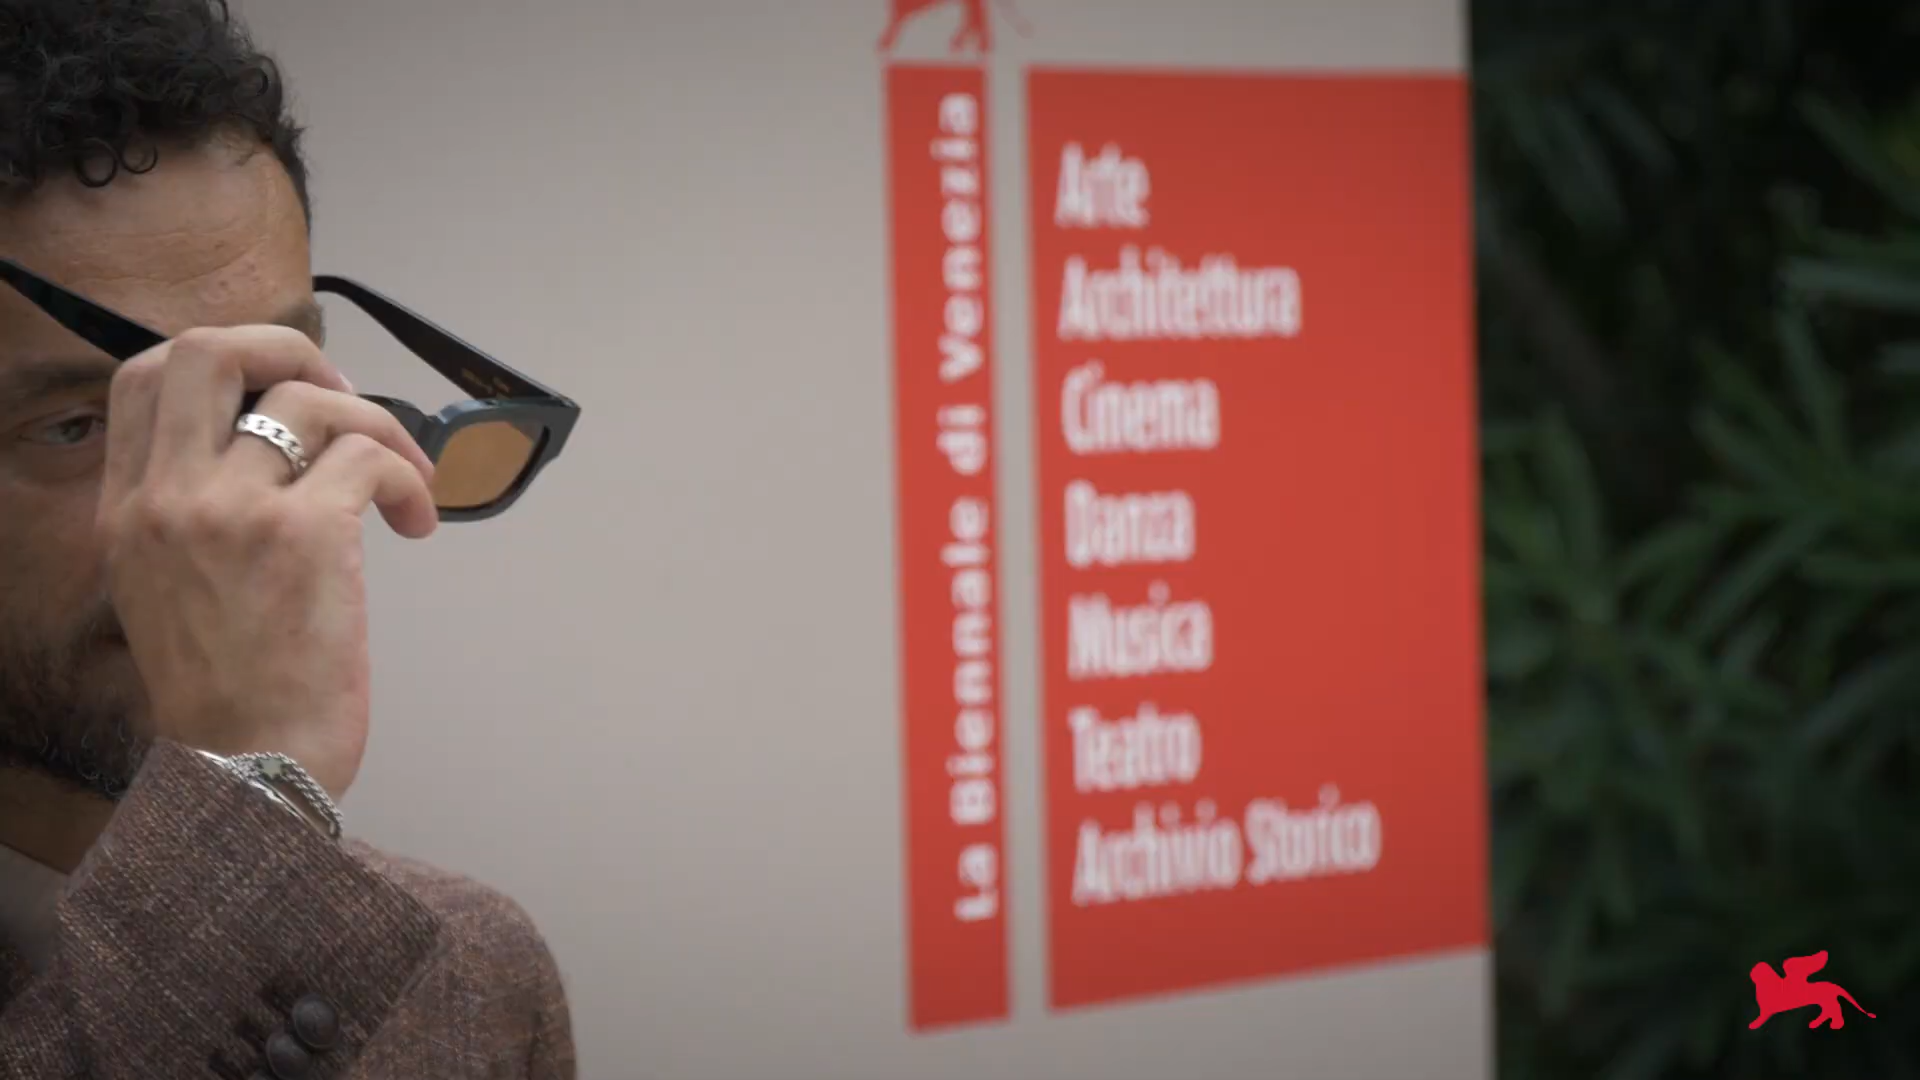 La Biennale di Venezia
Arte
Architettura
Cinema
Danza
Musica
Teatro
Archivio Storico